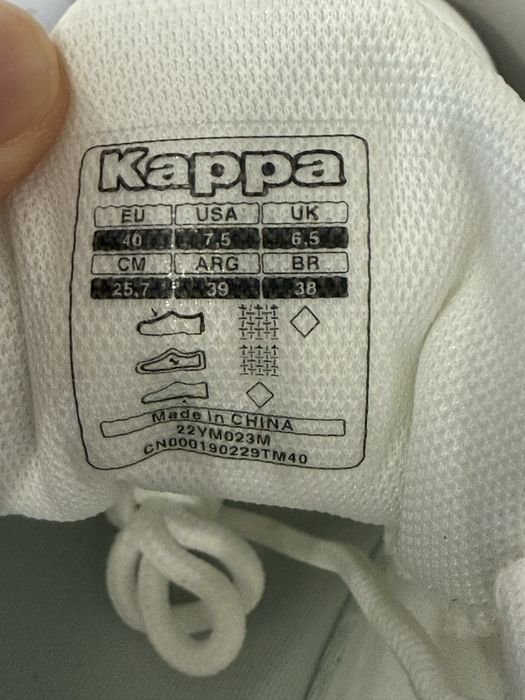 Kappa
EU USA UK
40 7,5 6,5
CM ARG BR
25,7 39 38
Made in CHINA
22YM023M
CN000190229TM40